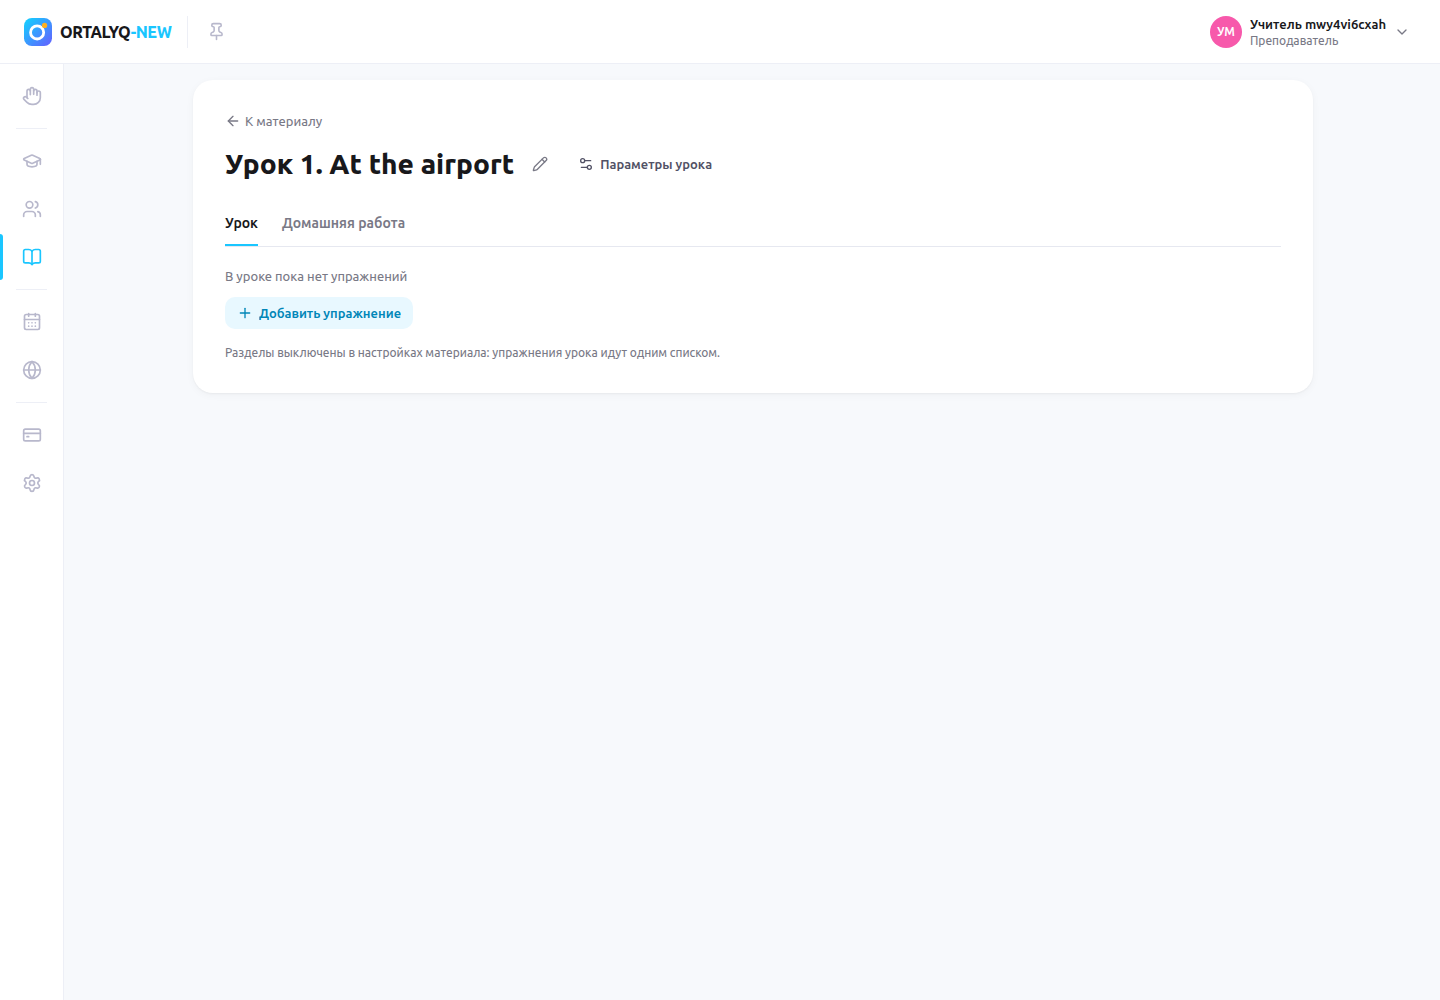 ORTALYQ-NEW
УМ
Учитель mwy4vi6cxah
Преподаватель
К материалу
Урок 1. At the airport
Параметры урока
Урок
Домашняя работа
В уроке пока нет упражнений
Добавить упражнение
Разделы выключены в настройках материала: упражнения урока идут одним списком.